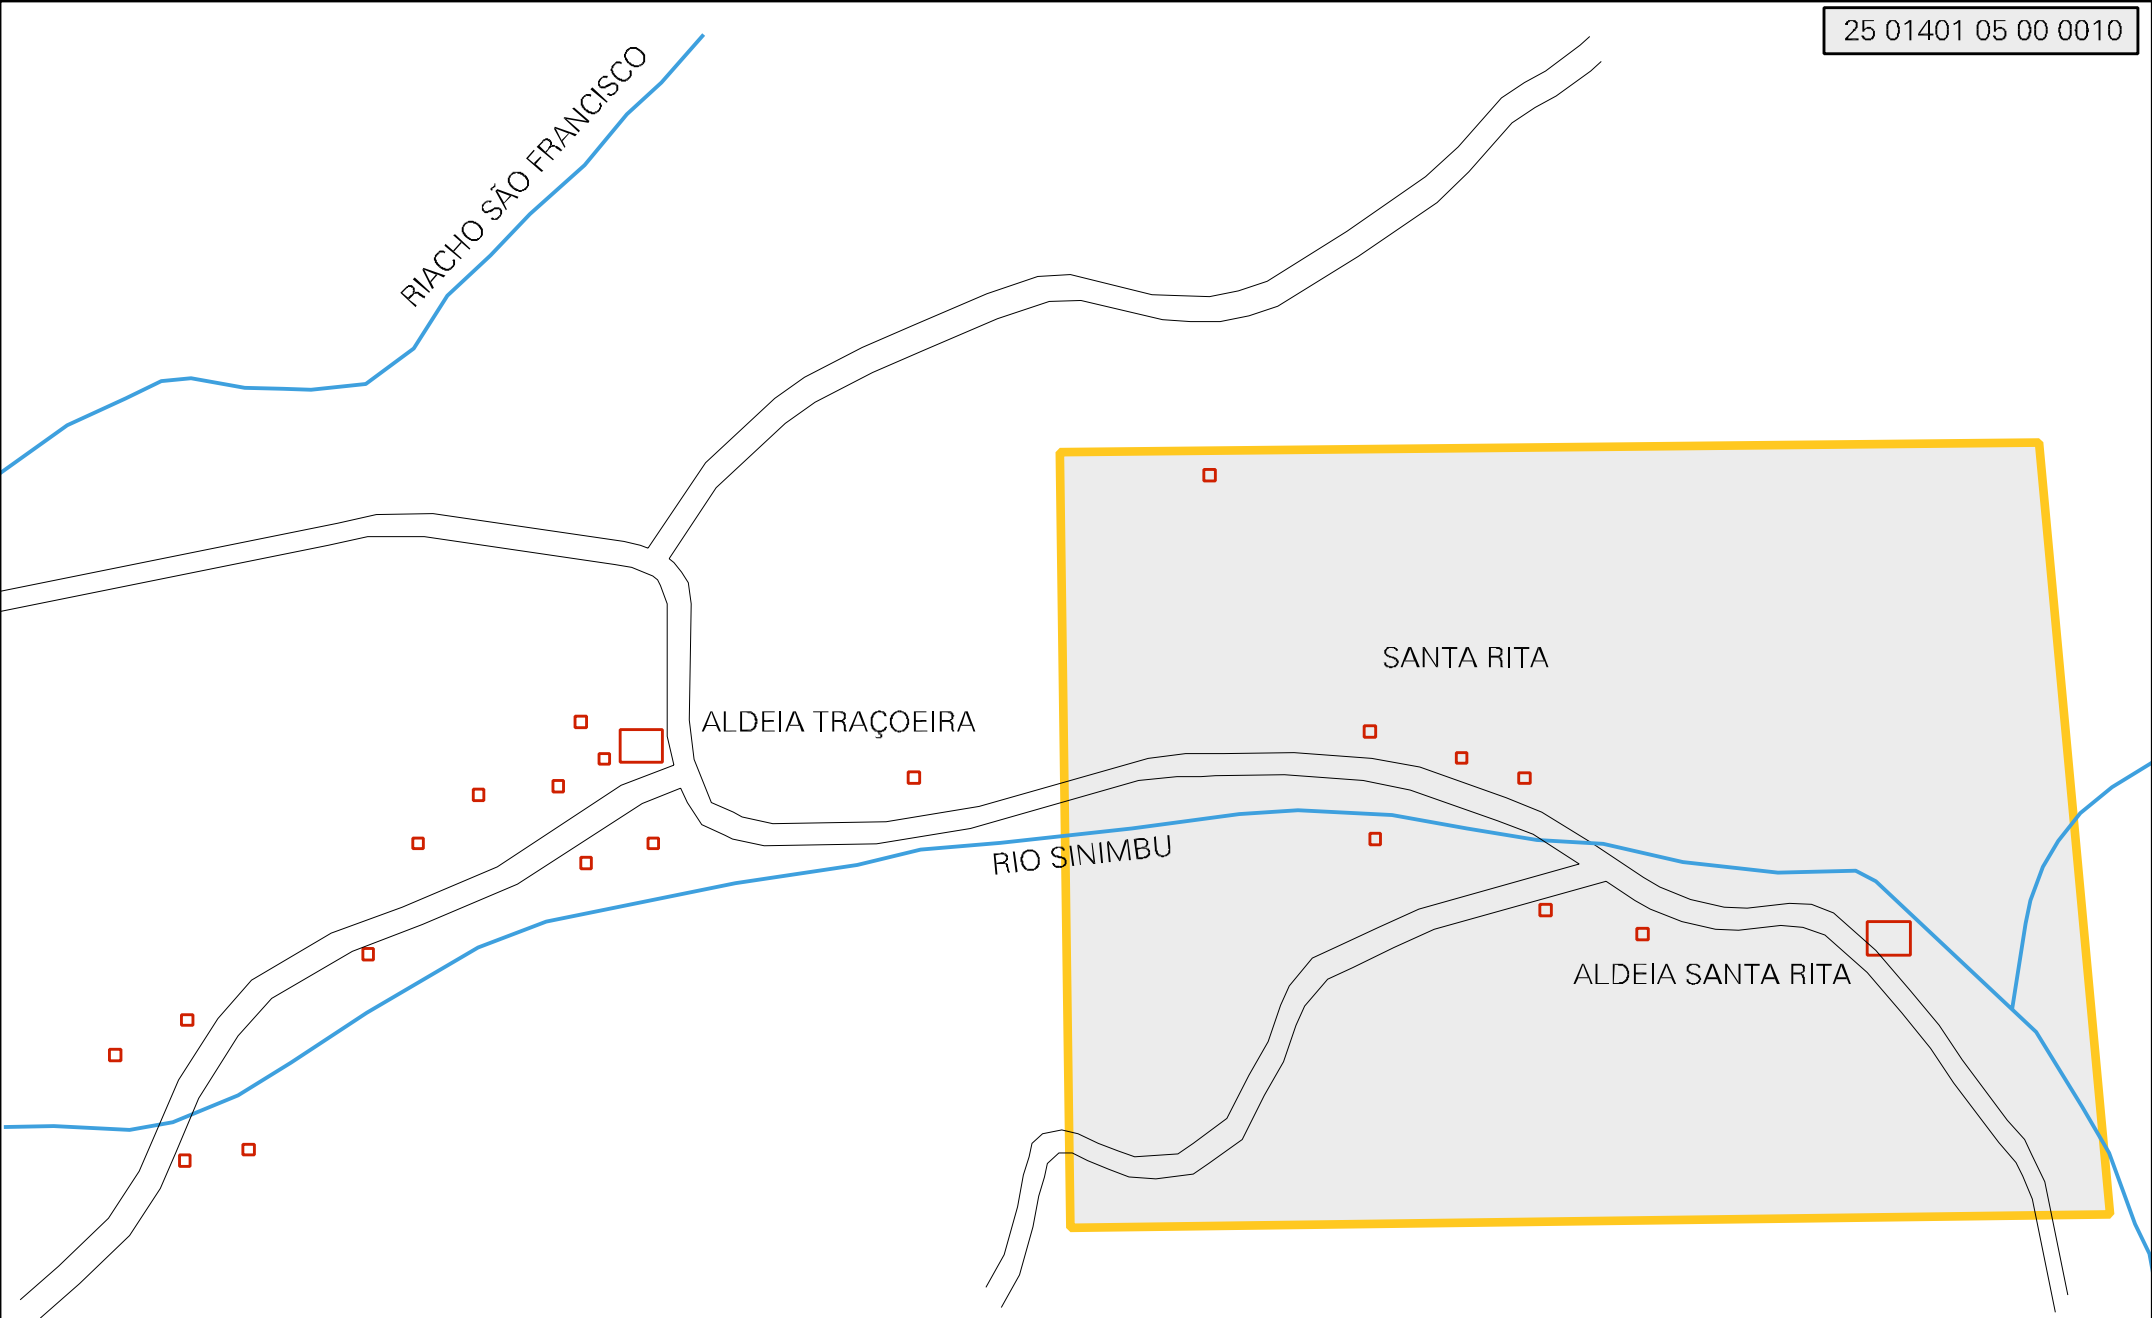 25 01401 05 00 0010
RIACHO SÃO FRANCISCO
SANTA RITA
ALDEIA TRAÇOEIRA
RIO SINIMBU
ALDEIA SANTA RITA